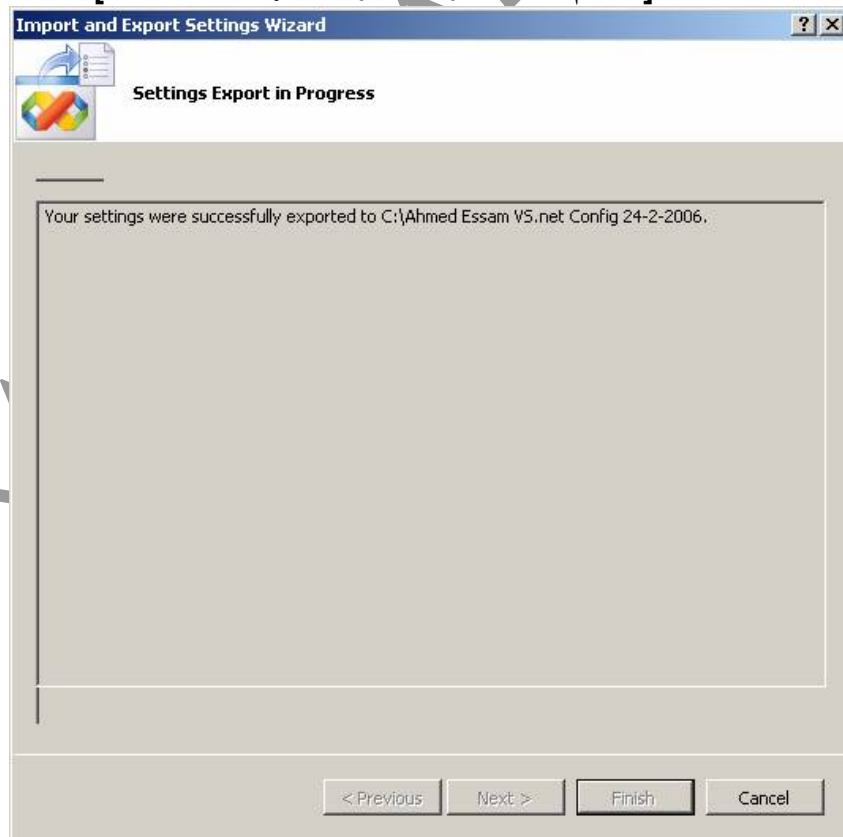 Import and Export Settings Wizard
Settings Export in Progress
Your settings were successfully exported to C:\Ahmed Essam VS.net Config 24-2-2006.
< Previous Next > Finish Cancel